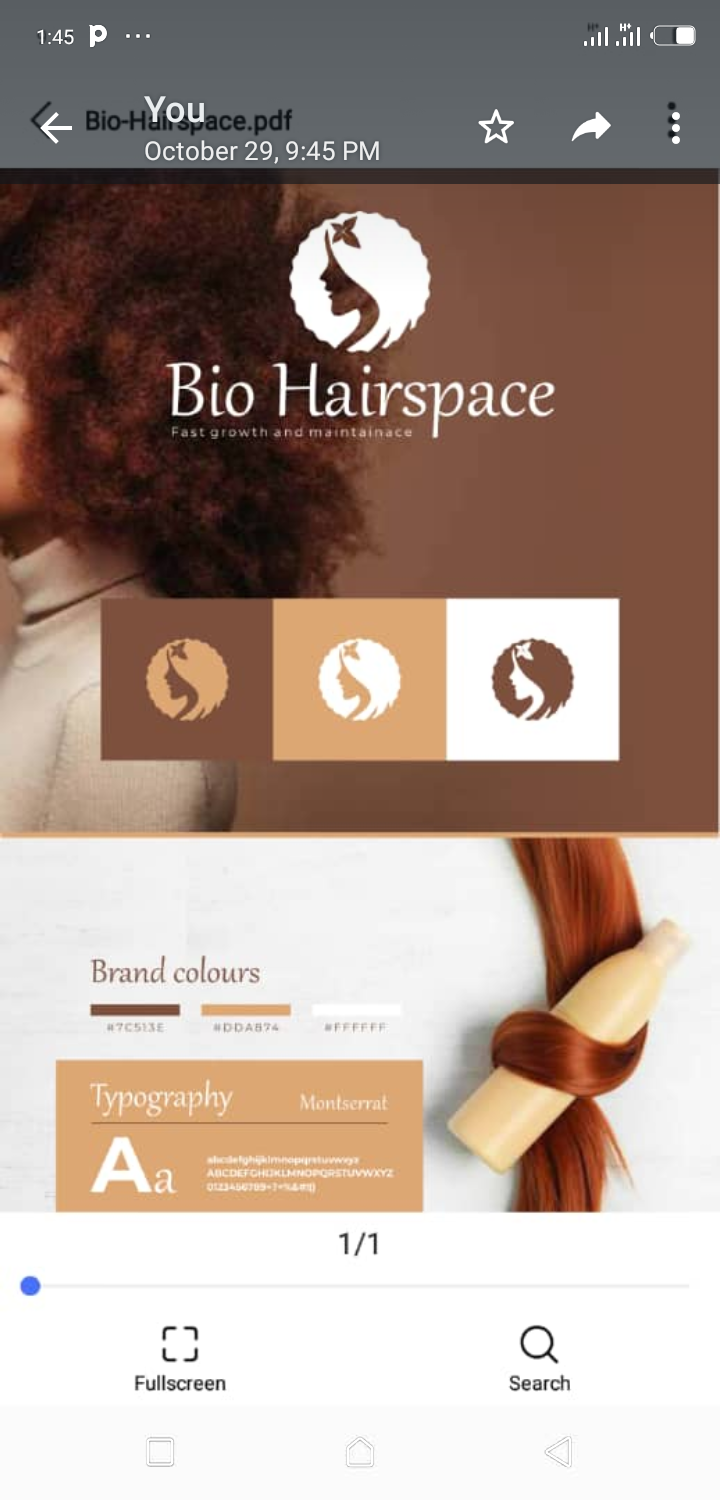 1:45
Bio-Hairspace.pdf
You
October 29, 9:45 PM
Bio Hairspace
Fast growth and maintainace
Brand colours
#7C513E #DDA874 #FFFFFF
Typography Montserrat
Aa
abcdefghijklmnopqrstuvwxyz
ABCDEFGHIJKLMNOPQRSTUVWXYZ
1/1
Fullscreen Search